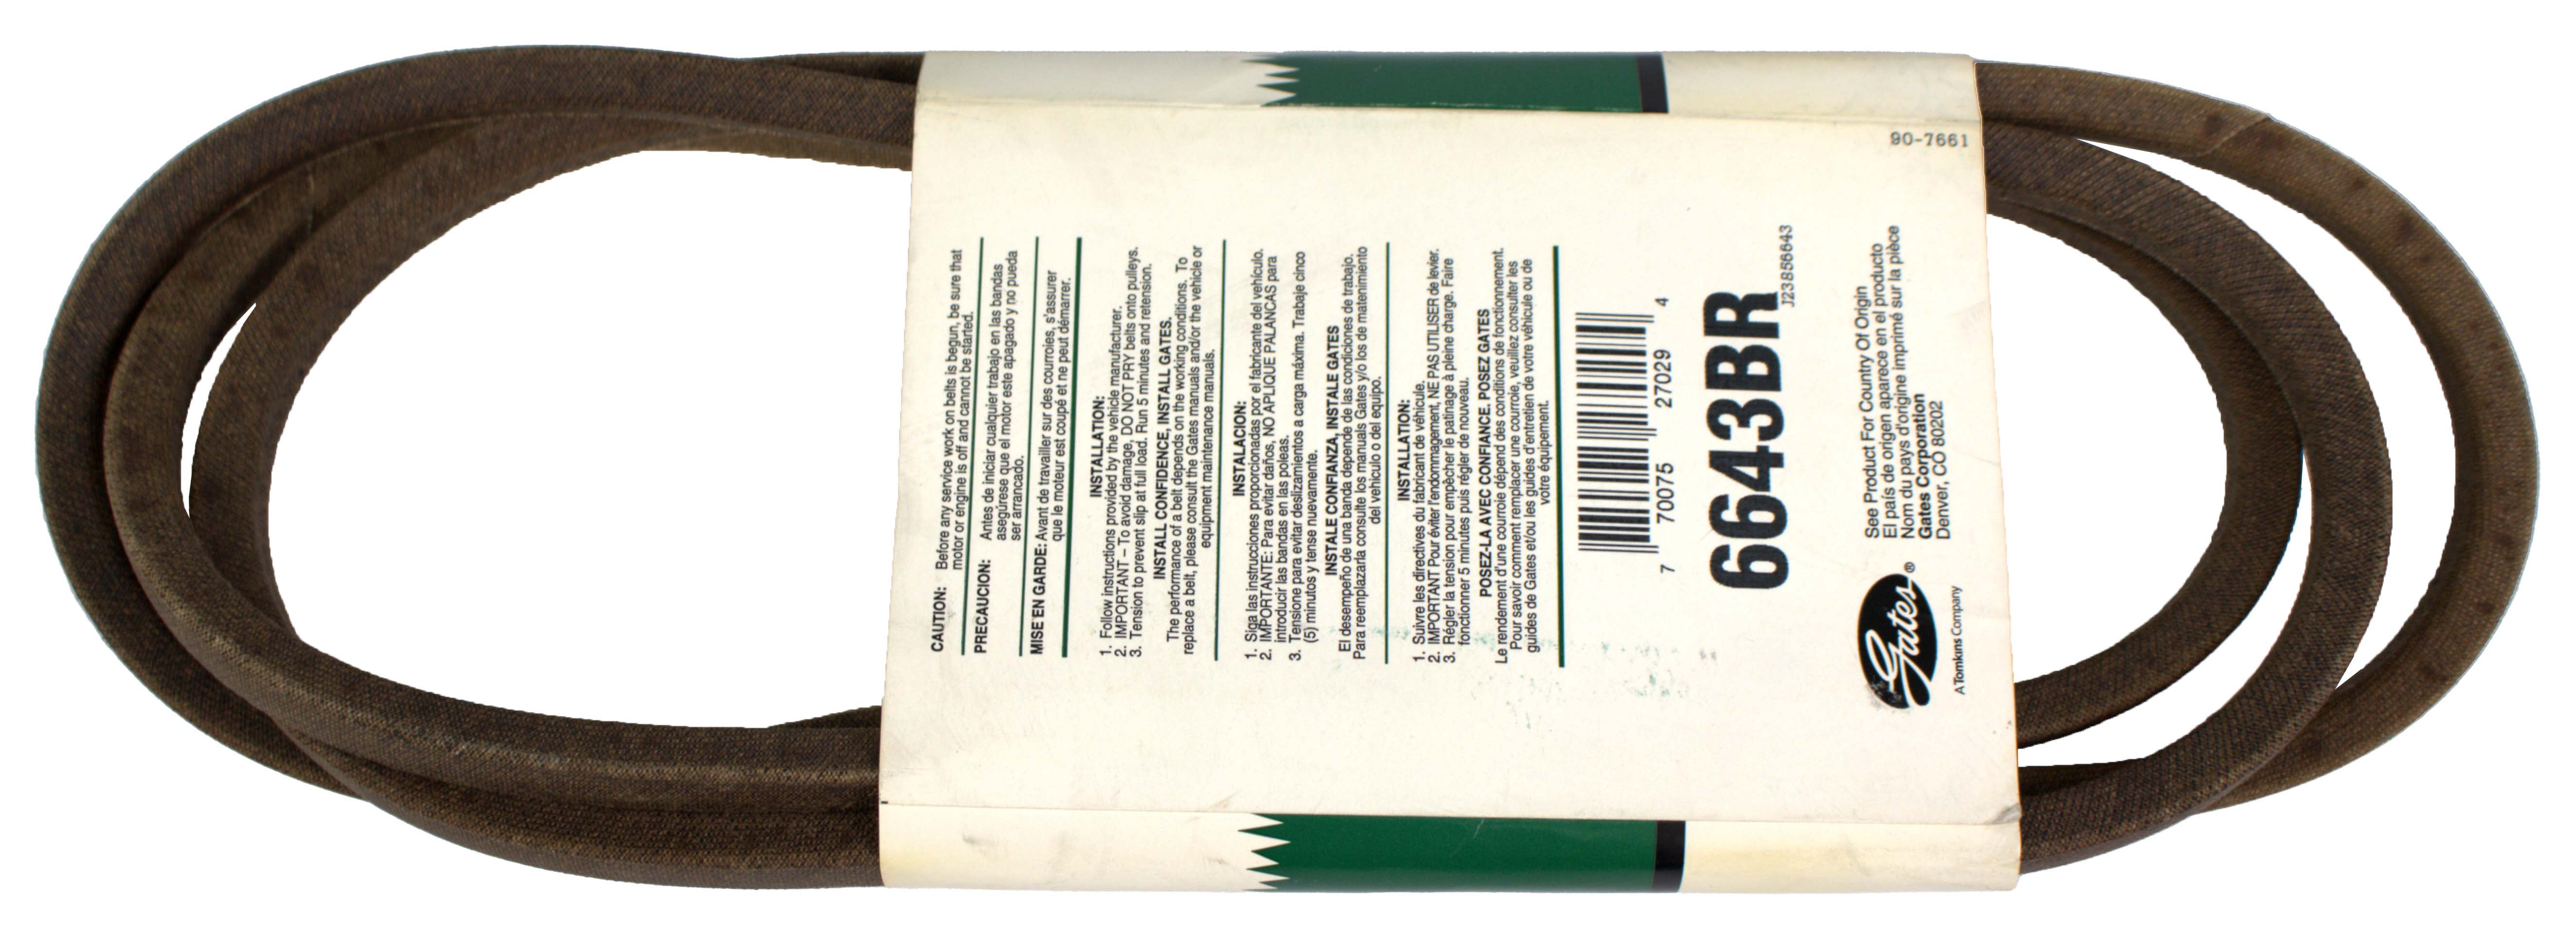 90-7661
CAUTION: Before any service work on belts is begun, be sure that
motor or engine is off and cannot be started.
PRECAUCION: Antes de iniciar cualquier trabajo en las bandas
asegúrese que el motor este apagado y no pueda
ser arrancado.
MISE EN GARDE: Avant de travailler sur des courroies, s'assurer
que le moteur est coupé et ne peut démarrer.
INSTALLATION:
1. Follow instructions provided by the vehicle manufacturer.
2. IMPORTANT – To avoid damage, DO NOT PRY belts onto pulleys.
3. Tension to prevent slip at full load. Run 5 minutes and retension.
INSTALL CONFIDENCE, INSTALL GATES.
The performance of a belt depends on the working conditions. To
replace a belt, please consult the Gates manuals and/or the vehicle or
equipment maintenance manuals.
INSTALACION:
1. Siga las instrucciones proporcionadas por el fabricante del vehículo.
2. IMPORTANTE: Para evitar daños, NO APLIQUE PALANCAS para
introducir las bandas en las poleas.
3. Tensione para evitar deslizamientos a carga máxima. Trabaje cinco
(5) minutos y tense nuevamente.
INSTALE CONFIANZA, INSTALE GATES
El desempeño de una banda depende de las condiciones de trabajo.
Para reemplazarla consulte los manuals Gates y/o los de matenimiento
del vehículo o del equipo.
INSTALLATION:
1. Suivre les directives du fabricant de véhicule.
2. IMPORTANT Pour éviter l'endommagement, NE PAS UTILISER de levier.
3. Régler la tension pour empêcher le patinage à pleine charge. Faire
fonctionner 5 minutes puis régler de nouveau.
POSEZ-LA AVEC CONFIANCE. POSEZ GATES
Le rendement d'une courroie dépend des conditions de fonctionnement.
Pour savoir comment remplacer une courroie, veuillez consulter les
guides de Gates et/ou les guides d'entretien de votre véhicule ou de
votre équipement.
7 70075 27029 4
6643BR
J23856643
See Product For Country Of Origin
El país de origen aparece en el producto
Nom du pays d'origine imprimé sur la pièce
Gates Corporation
Denver, CO 80202
Gates®
A Tomkins Company